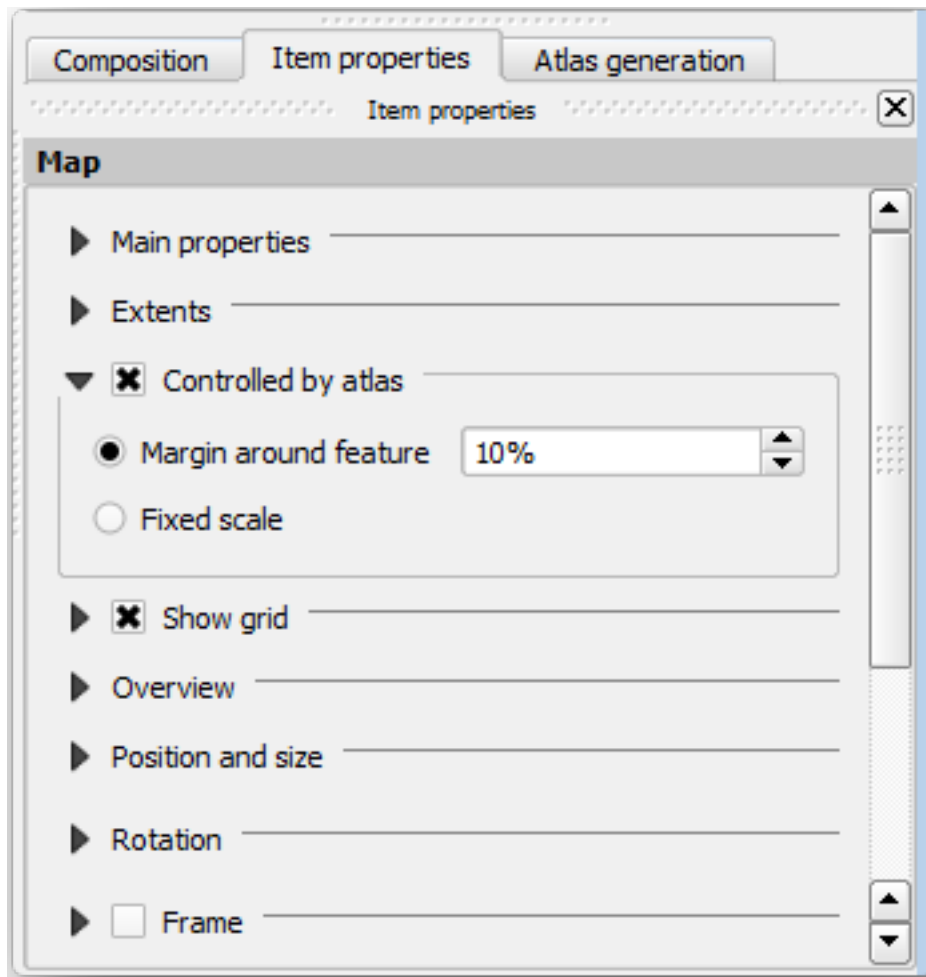 Composition Item properties Atlas generation
Item properties
Map
Main properties
Extents
Controlled by atlas
Margin around feature 10%
Fixed scale
Show grid
Overview
Position and size
Rotation
Frame